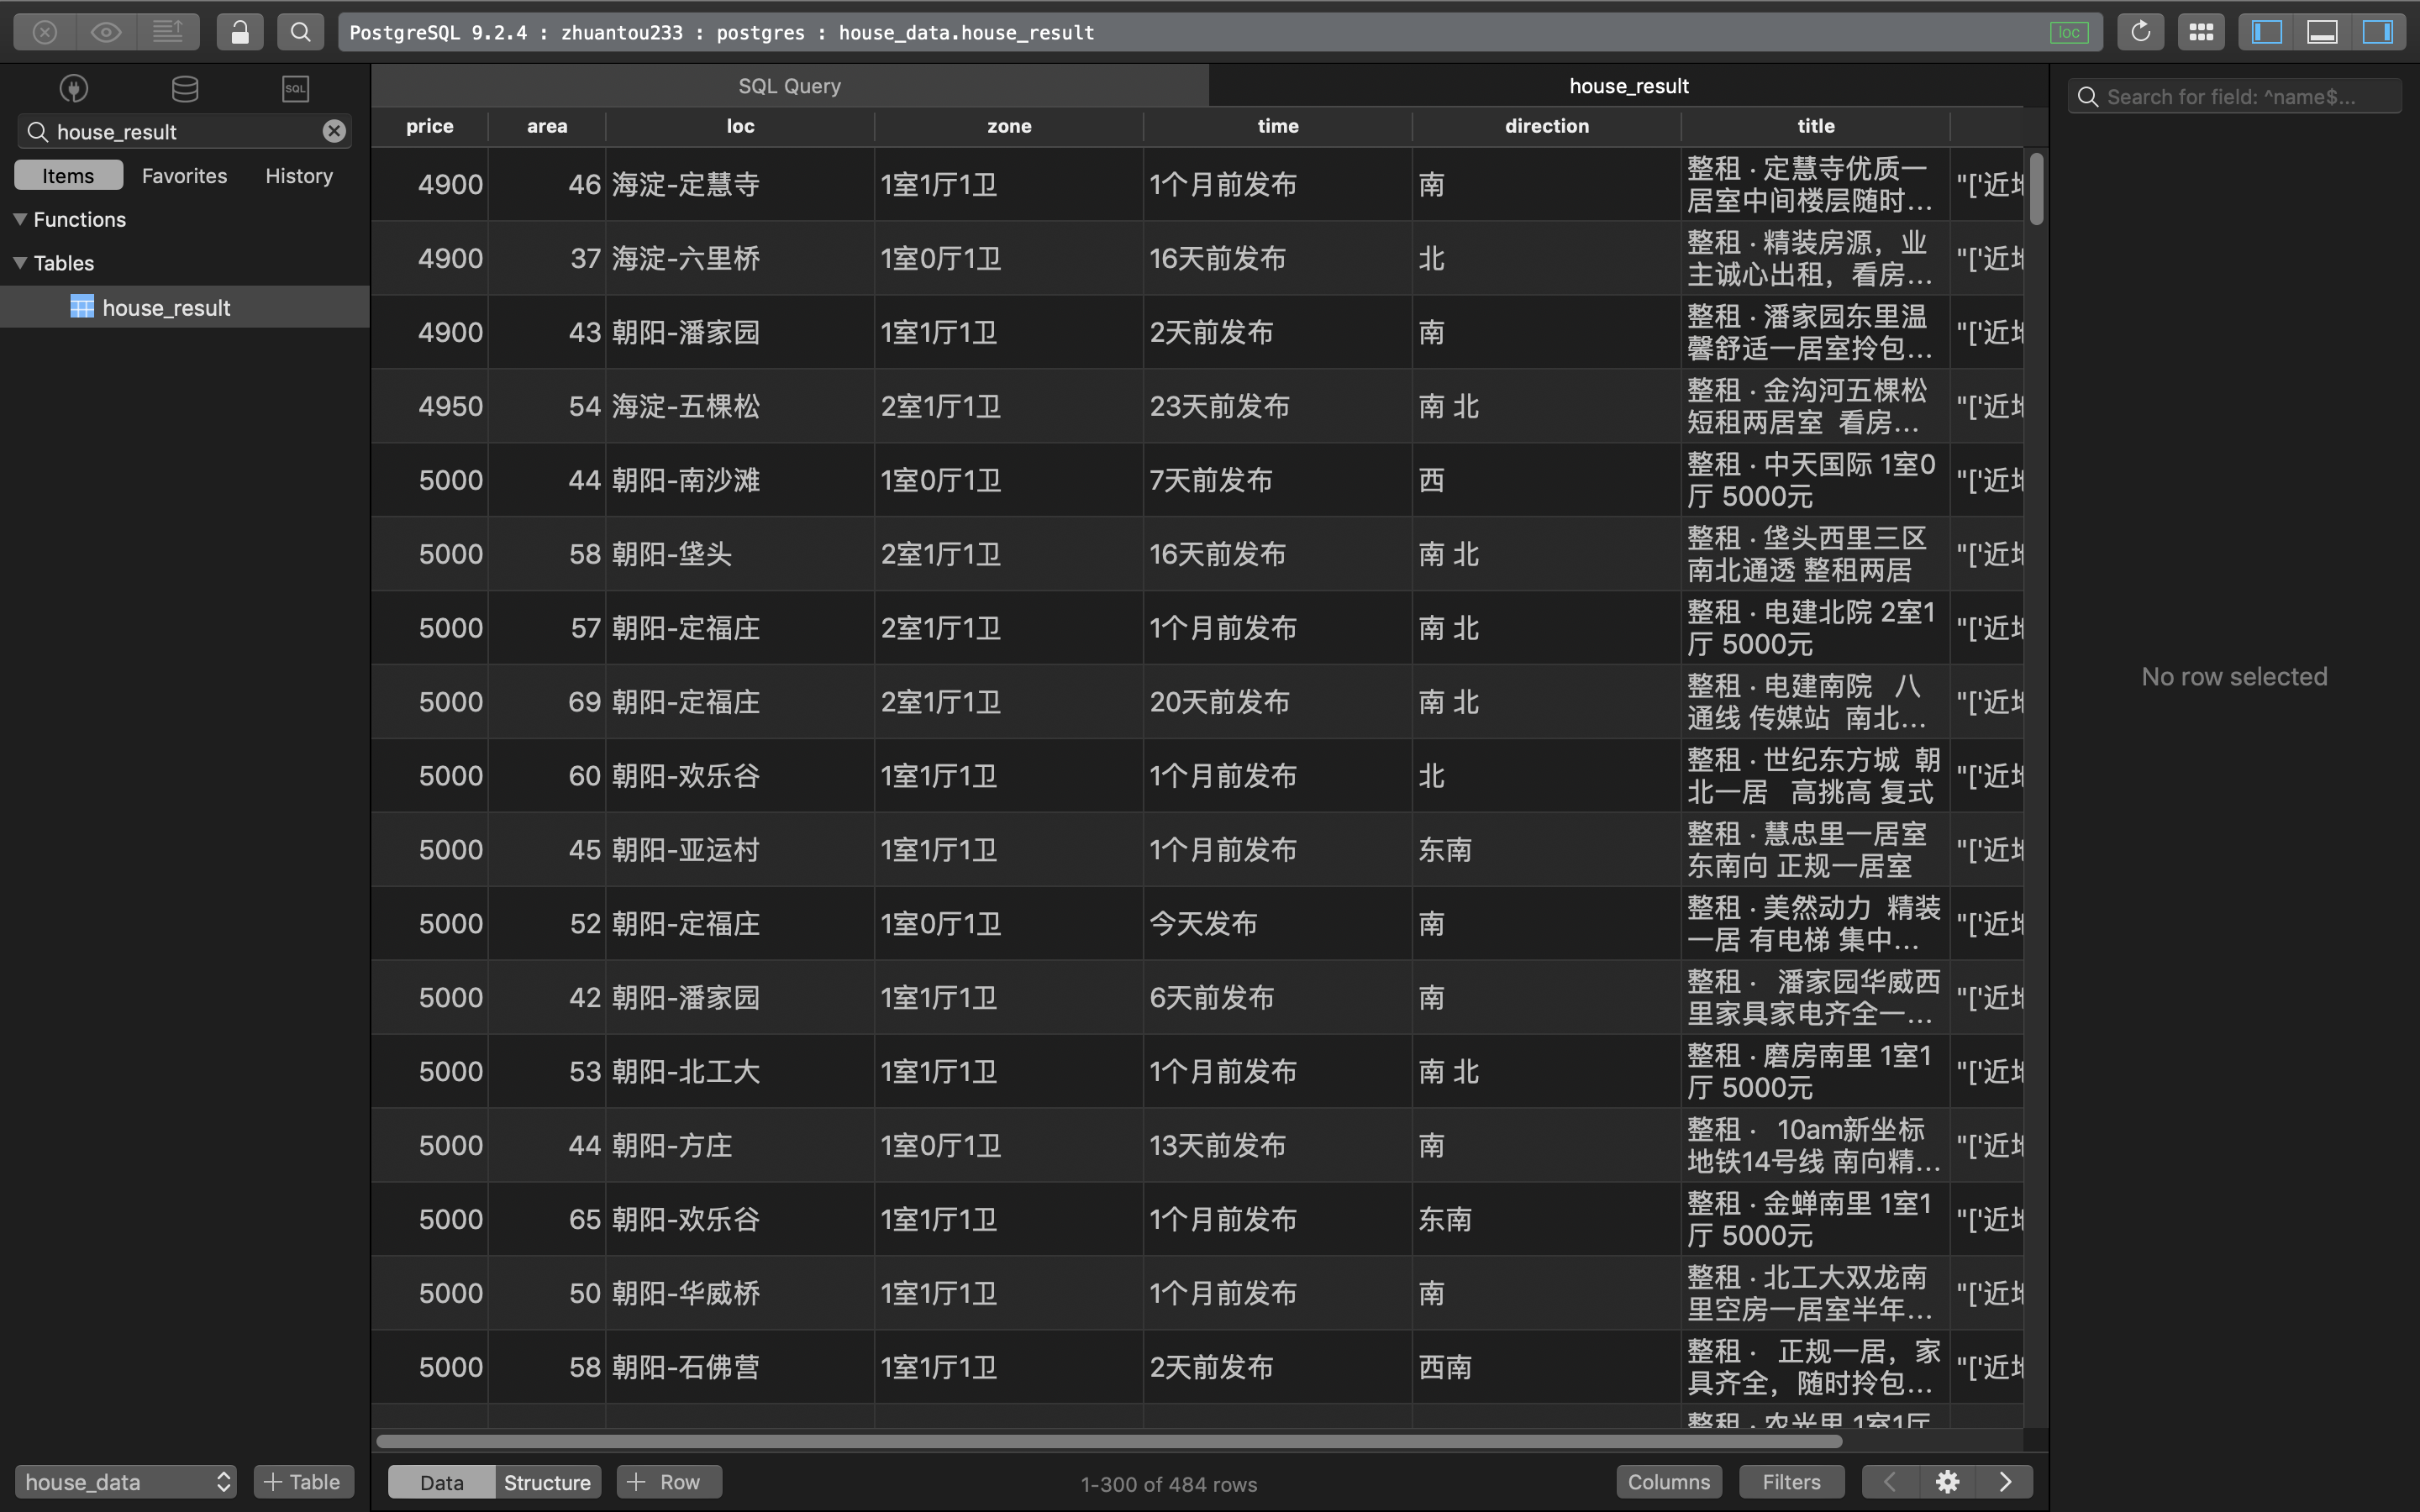 PostgreSQL 9.2.4 : zhuantou233 : postgres : house_data.house_result
loc
SQL
house_result
Items Favorites History
Functions
Tables
house_result
house_data
Table
SQL Query house_result
price area loc zone time direction title
4900 46 海淀-定慧寺 1室1厅1卫 1个月前发布 南 整租 · 定慧寺优质一
居室中间楼层随时… "['近地
4900 37 海淀-六里桥 1室0厅1卫 16天前发布 北 整租 · 精装房源，业
主诚心出租，看房… "['近地
4900 43 朝阳-潘家园 1室1厅1卫 2天前发布 南 整租 · 潘家园东里温
馨舒适一居室拎包… "['近地
4950 54 海淀-五棵松 2室1厅1卫 23天前发布 南 北 整租 · 金沟河五棵松
短租两居室 看房… "['近地
5000 44 朝阳-南沙滩 1室0厅1卫 7天前发布 西 整租 · 中天国际 1室0
厅 5000元 "['近地
5000 58 朝阳-垡头 2室1厅1卫 16天前发布 南 北 整租 · 垡头西里三区
南北通透 整租两居 "['近地
5000 57 朝阳-定福庄 2室1厅1卫 1个月前发布 南 北 整租 · 电建北院 2室1
厅 5000元 "['近地
5000 69 朝阳-定福庄 2室1厅1卫 20天前发布 南 北 整租 · 电建南院 八
通线 传媒站 南北… "['近地
5000 60 朝阳-欢乐谷 1室1厅1卫 1个月前发布 北 整租 · 世纪东方城 朝
北一居 高挑高 复式 "['近地
5000 45 朝阳-亚运村 1室1厅1卫 1个月前发布 东南 整租 · 慧忠里一居室
东南向 正规一居室 "['近地
5000 52 朝阳-定福庄 1室0厅1卫 今天发布 南 整租 · 美然动力 精装
一居 有电梯 集中… "['近地
5000 42 朝阳-潘家园 1室1厅1卫 6天前发布 南 整租 · 潘家园华威西
里家具家电齐全一… "['近地
5000 53 朝阳-北工大 1室1厅1卫 1个月前发布 南 北 整租 · 磨房南里 1室1
厅 5000元 "['近地
5000 44 朝阳-方庄 1室0厅1卫 13天前发布 南 整租 · 10am新坐标
地铁14号线 南向精… "['近地
5000 65 朝阳-欢乐谷 1室1厅1卫 1个月前发布 东南 整租 · 金蝉南里 1室1
厅 5000元 "['近地
5000 50 朝阳-华威桥 1室1厅1卫 1个月前发布 南 整租 · 北工大双龙南
里空房一居室半年… "['近地
5000 58 朝阳-石佛营 1室1厅1卫 2天前发布 西南 整租 · 正规一居，家
具齐全，随时拎包… "['近地
整租 · 农光里 1室1厅
Data Structure Row 1-300 of 484 rows Columns Filters
Search for field: ^name$...
No row selected